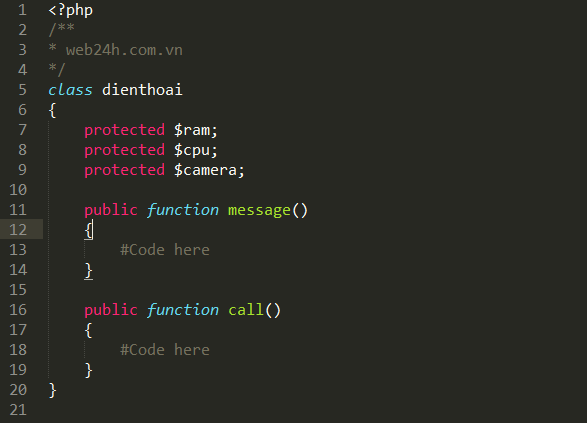 1 <?php
2 /**
3 * web24h.com.vn
4 */
5 class dienthoai
6 {
7 protected $ram;
8 protected $cpu;
9 protected $camera;
10
11 public function message()
12 {
13 #Code here
14 }
15
16 public function call()
17 {
18 #Code here
19 }
20 }
21